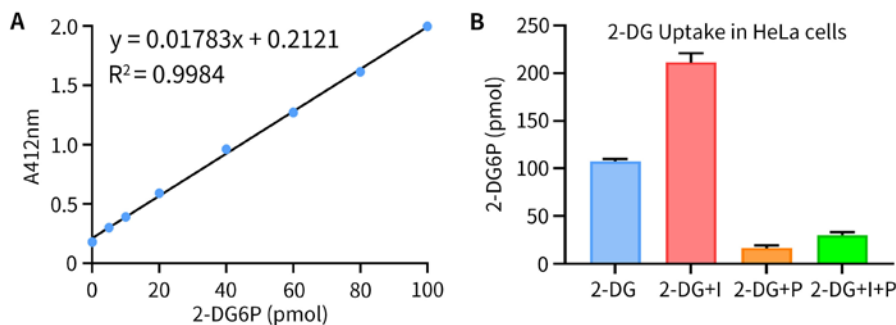 A
y = 0.01783x + 0.2121
R² = 0.9984
2.0
1.5
1.0
0.5
0
A412nm
0 20 40 60 80 100
2-DG6P (pmol)
B
2-DG Uptake in HeLa cells
250
200
150
100
50
0
2-DG6P (pmol)
2-DG 2-DG+I 2-DG+P 2-DG+I+P